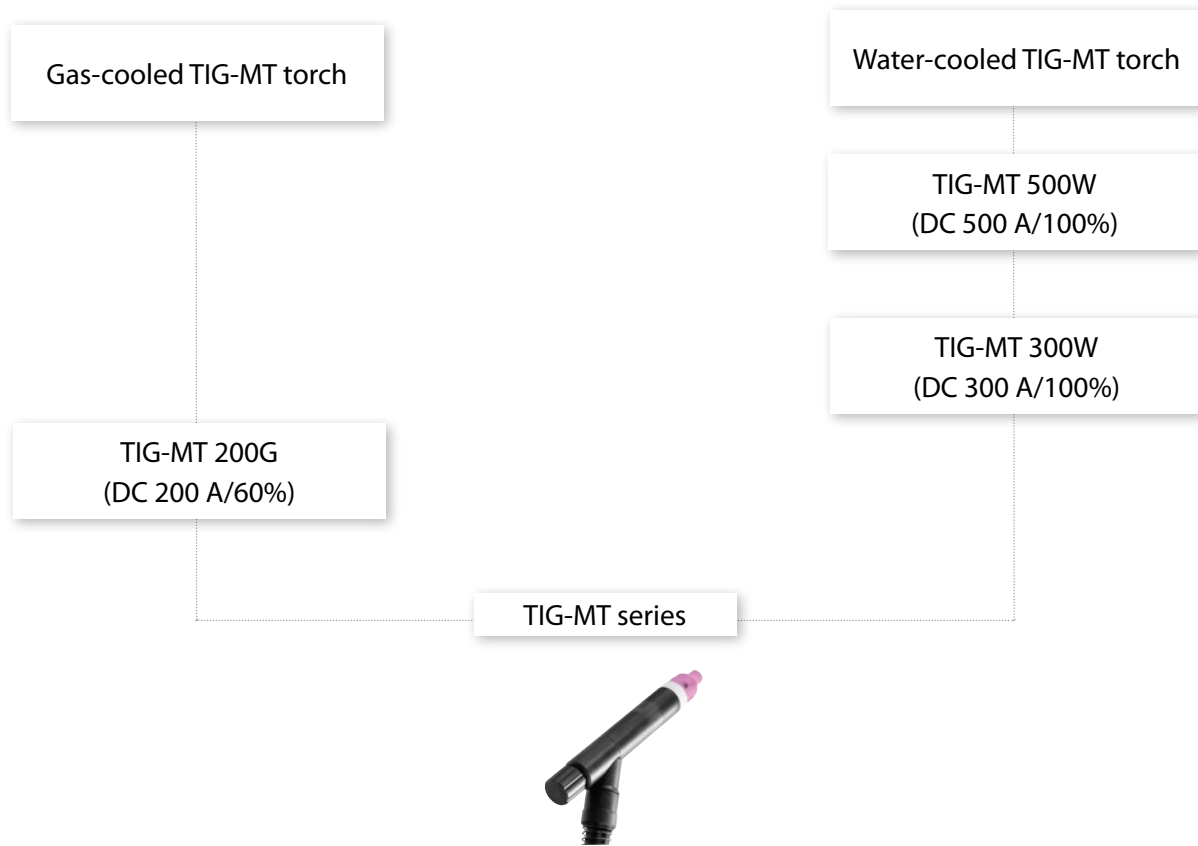 Gas-cooled TIG-MT torch
Water-cooled TIG-MT torch
TIG-MT 500W
(DC 500 A/100%)
TIG-MT 300W
(DC 300 A/100%)
TIG-MT 200G
(DC 200 A/60%)
TIG-MT series